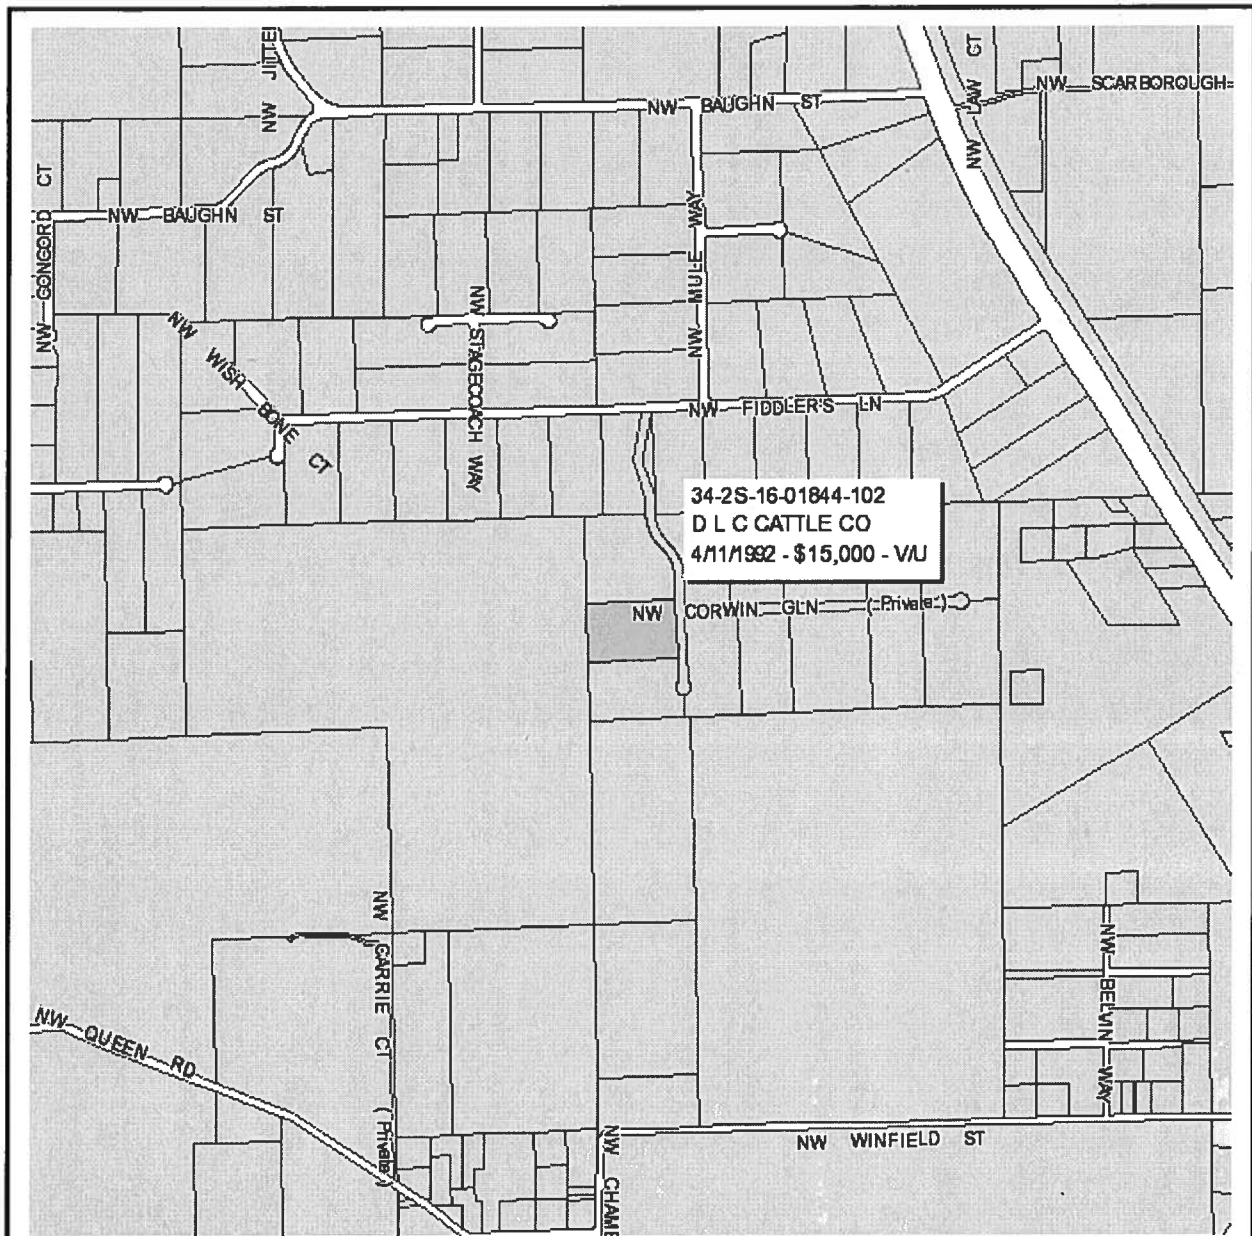 NW JITTE
NW LAW CT
NW SCARBOROUGH
NW BAUGHN ST
NW CONCORD CT
NW BAUGHN ST
NW MULE WAY
NW STAGECOACH WAY
NW WISH BONE CT
NW FIDDLER'S LN
34-2S-16-01844-102
D L C CATTLE CO
4/11/1992 - $15,000 - V/U
NW CORWIN GLN (Private)
NW CARRIE CT (Private)
NW BELVIN WAY
NW QUEEN RD
NW WINFIELD ST
NW CHAMB